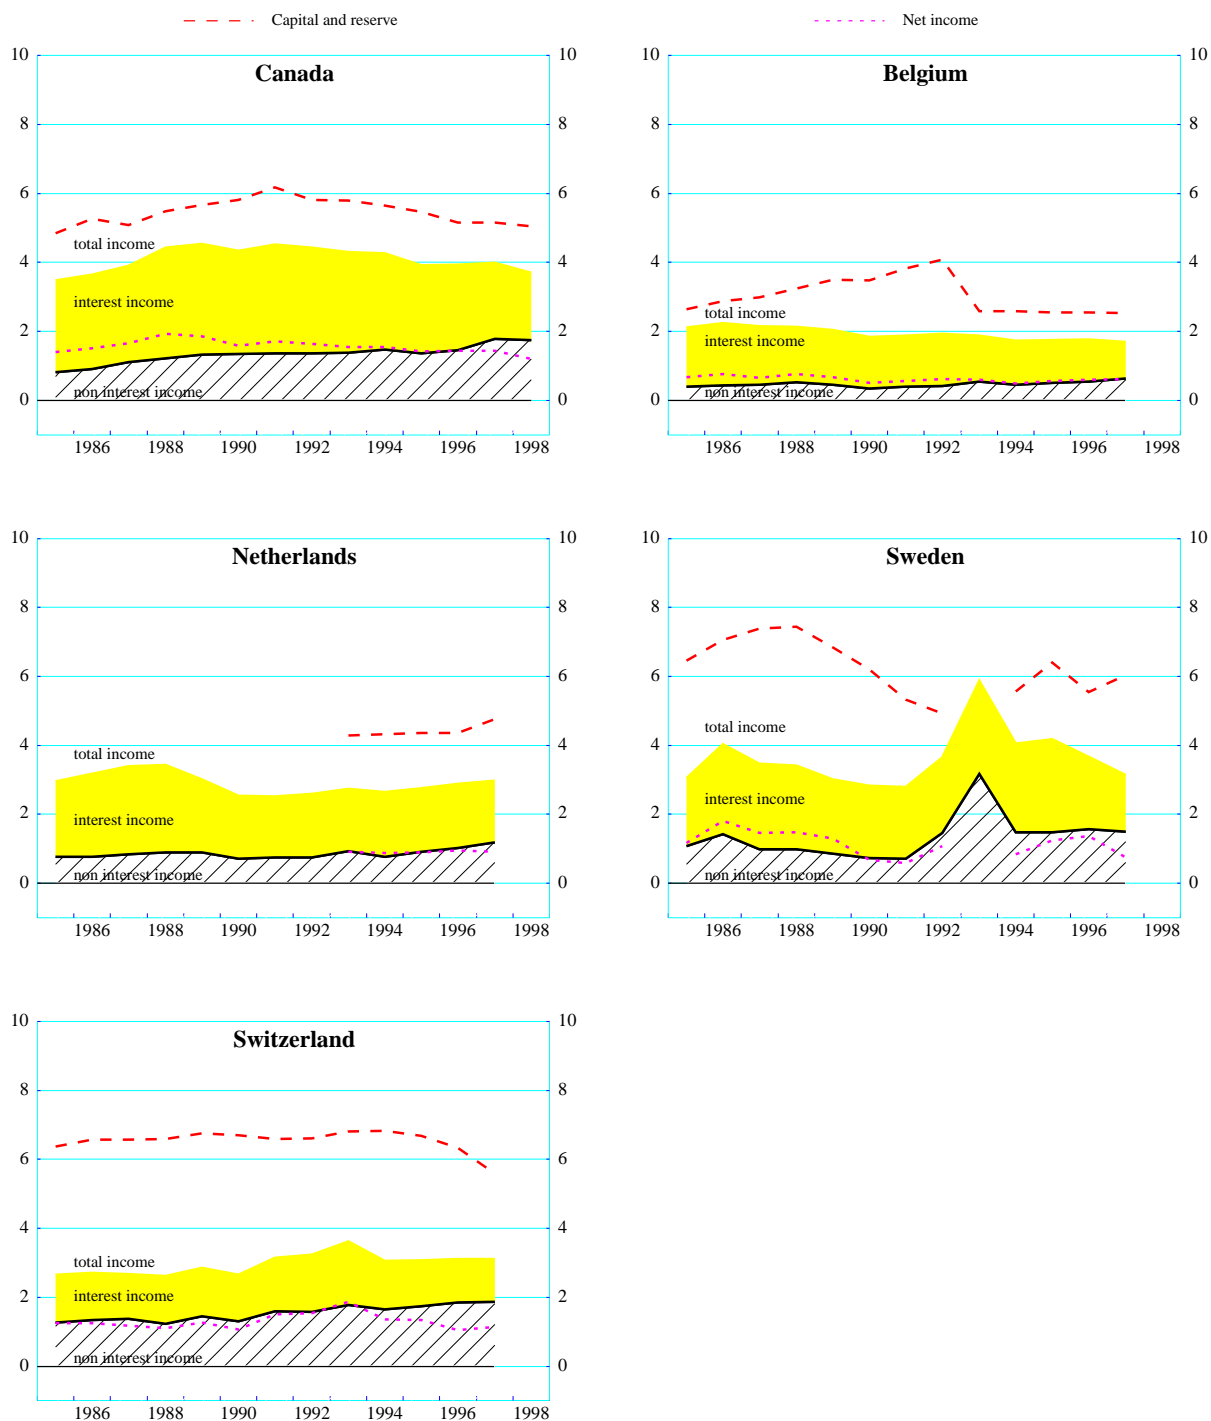 Capital and reserve
Net income
10 10
Canada
8 8
6 6
total income
4 4
interest income
2 2
non interest income
0 0
1986 1988 1990 1992 1994 1996 1998
10 10
Belgium
8 8
6 6
4 4
total income
interest income
2 2
non interest income
0 0
1986 1988 1990 1992 1994 1996 1998
10 10
Netherlands
8 8
6 6
total income
4 4
interest income
2 2
non interest income
0 0
1986 1988 1990 1992 1994 1996 1998
10 10
Sweden
8 8
6 6
total income
4 4
interest income
2 2
non interest income
0 0
1986 1988 1990 1992 1994 1996 1998
10 10
Switzerland
8 8
6 6
4 4
total income
interest income
2 2
non interest income
0 0
1986 1988 1990 1992 1994 1996 1998